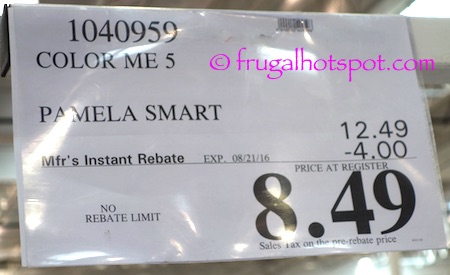 1040959
COLOR ME 5
© frugalhotspot.com
PAMELA SMART
12.49
Mfr's Instant Rebate EXP. 08/21/16 -4.00
PRICE AT REGISTER
NO
REBATE LIMIT
8.49
Sales Tax on the pre-rebate price